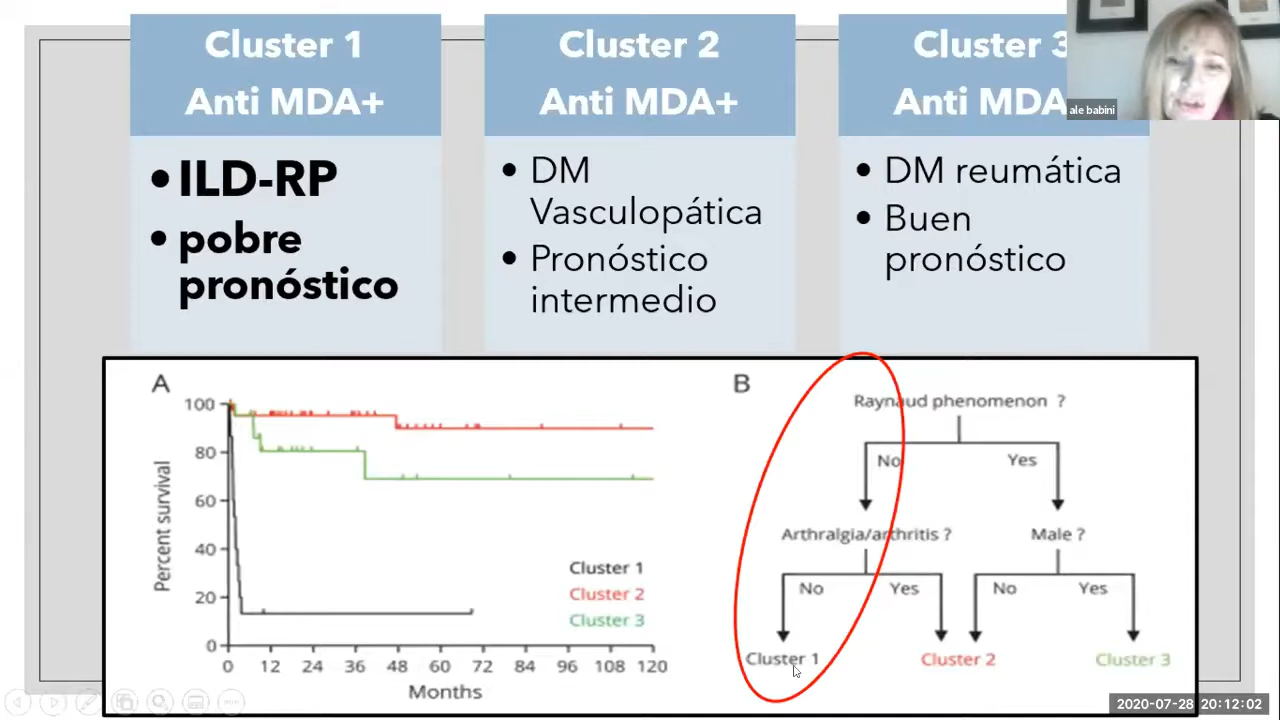 Cluster 1
Anti MDA+
• ILD-RP
• pobre
pronóstico
Cluster 2
Anti MDA+
• DM
Vasculopática
• Pronóstico
intermedio
Cluster 3
Anti MDA
• DM reumática
• Buen
pronóstico
ale babini
A
100
80
60
40
20
0
Percent survival
0 12 24 36 48 60 72 84 96 108 120
Months
Cluster 1
Cluster 2
Cluster 3
B
Raynaud phenomenon ?
No Yes
Arthralgia/arthritis ? Male ?
No Yes No Yes
Cluster 1 Cluster 2 Cluster 3
2020-07-28 20:12:02